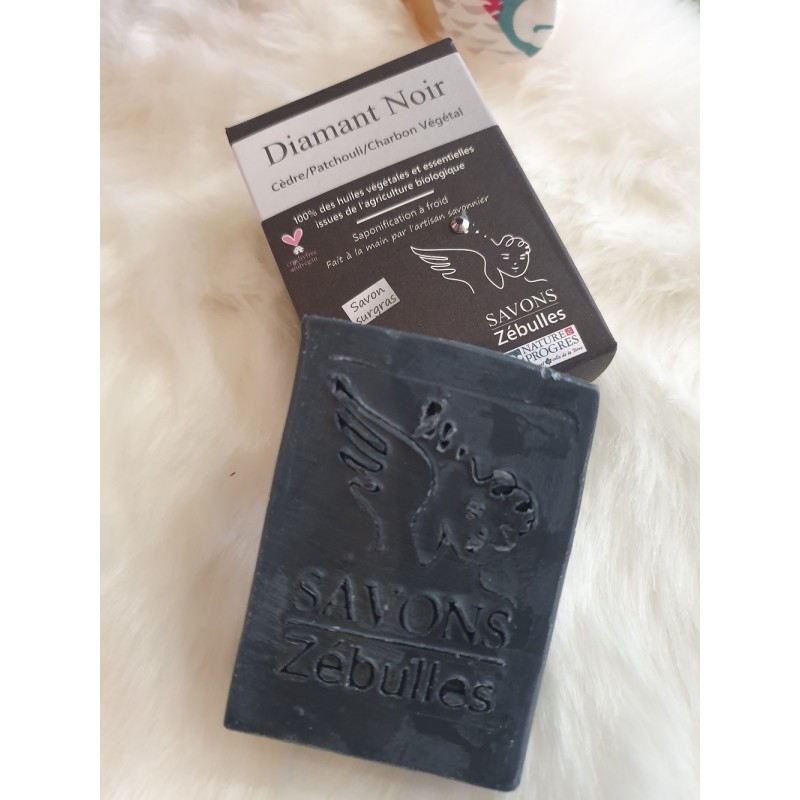 Diamant Noir
Cèdre/Patchouli/Charbon Végétal
100% des huiles végétales et essentielles
issues de l'agriculture biologique
Saponification à froid
Fait à la main par l'artisan savonnier
Savon
surgras
SAVONS
Zébulles
NATURE &
PROGRES
SAVONS
Zébulles